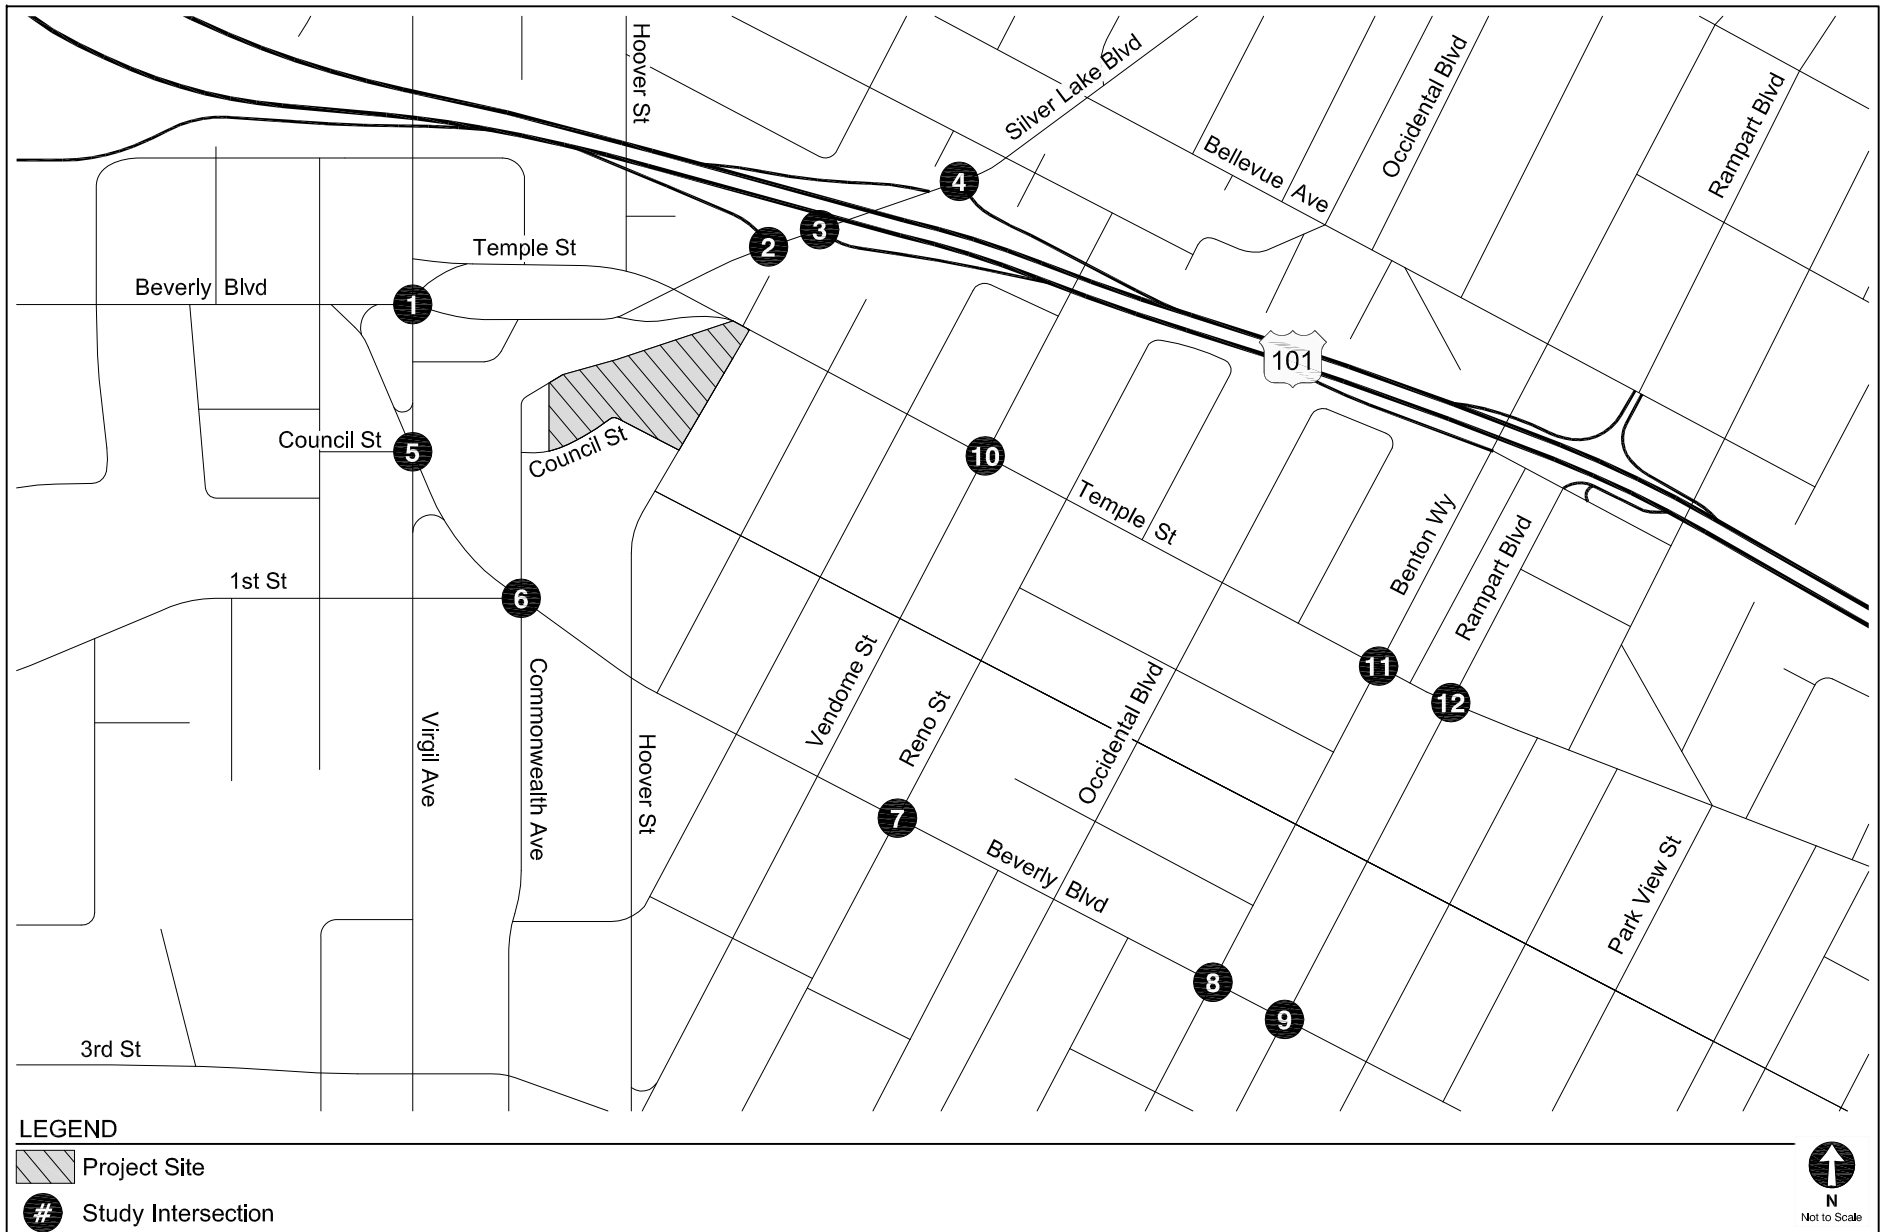 Hoover St
Silver Lake Blvd
Occidental Blvd
Rampart Blvd
Bellevue Ave
4
3
2
Temple St
Beverly Blvd
1
101
Council St
5
Council St
10
Temple St
Benton Wy
Rampart Blvd
1st St
6
11
12
Vendome St
Reno St
Occidental Blvd
Virgil Ave
Commonwealth Ave
Hoover St
7
Beverly Blvd
Park View St
8
9
3rd St
LEGEND
Project Site
# Study Intersection
N
Not to Scale